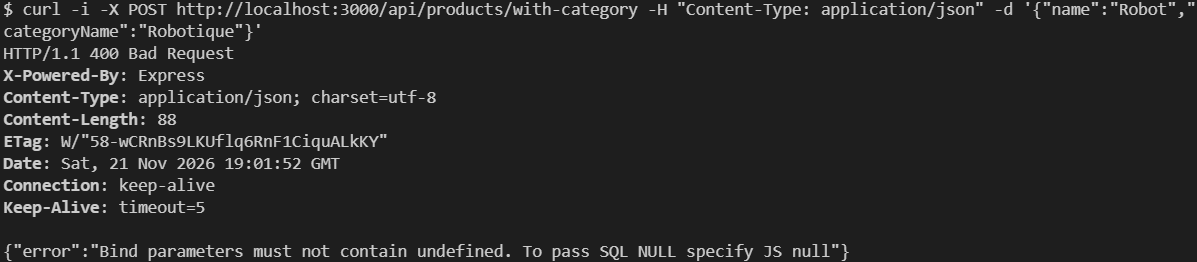 $ curl -i -X POST http://localhost:3000/api/products/with-category -H "Content-Type: application/json" -d '{"name":"Robot","
categoryName":"Robotique"}'
HTTP/1.1 400 Bad Request
X-Powered-By: Express
Content-Type: application/json; charset=utf-8
Content-Length: 88
ETag: W/"58-wCRnBs9LKUflq6RnF1CiquALkKY"
Date: Sat, 21 Nov 2026 19:01:52 GMT
Connection: keep-alive
Keep-Alive: timeout=5

{"error":"Bind parameters must not contain undefined. To pass SQL NULL specify JS null"}